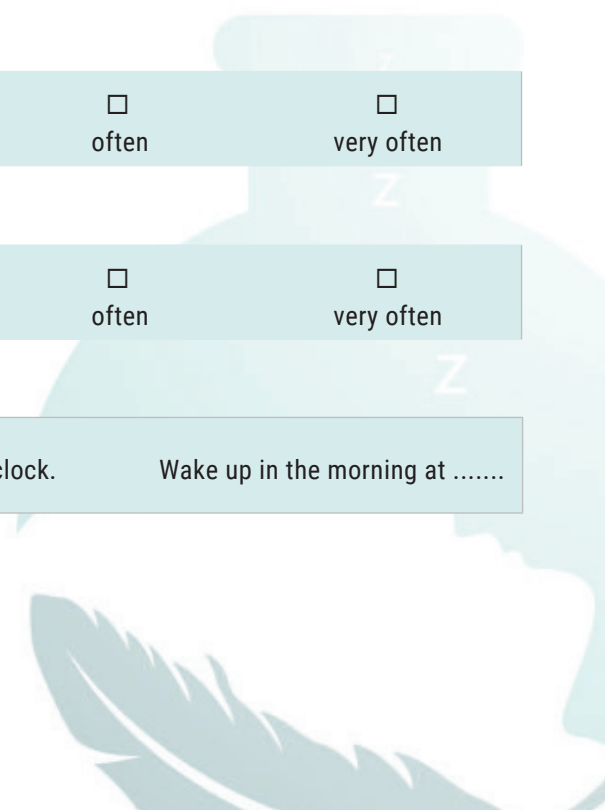 Z
☐ ☐
often very often
Z
☐ ☐
often very often
Z
clock. Wake up in the morning at .......